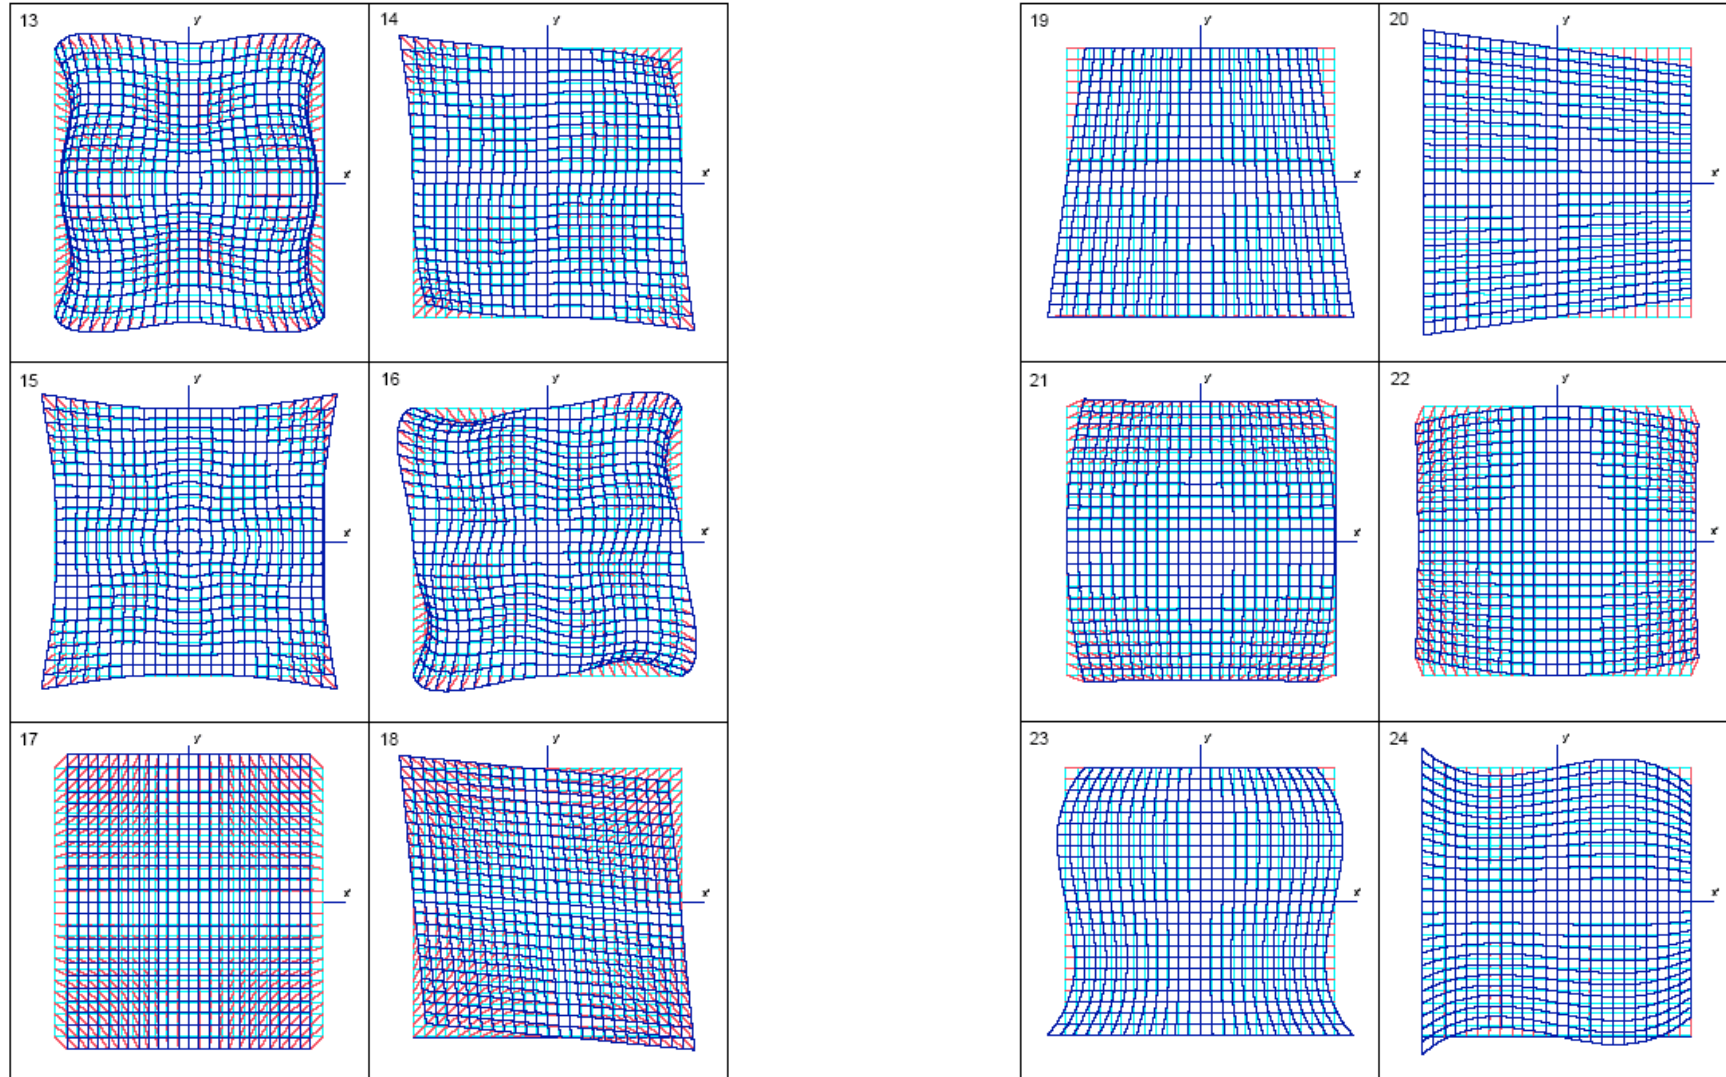 13 y' x'
14 y' x'
19 y' x'
20 y' x'
15 y' x'
16 y' x'
21 y' x'
22 y' x'
17 y' x'
18 y' x'
23 y' x'
24 y' x'